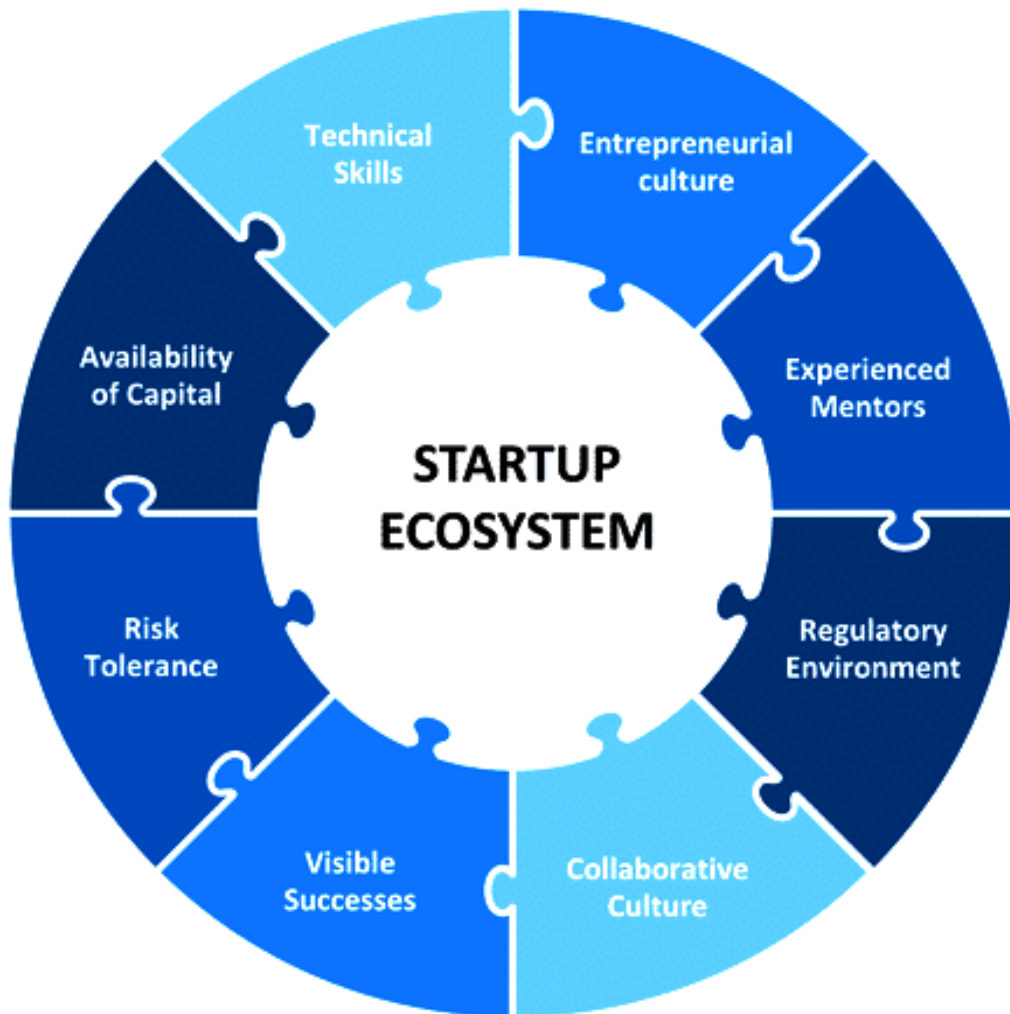 Technical
Skills
Entrepreneurial
culture
Experienced
Mentors
Regulatory
Environment
Collaborative
Culture
Visible
Successes
Risk
Tolerance
Availability
of Capital
STARTUP
ECOSYSTEM